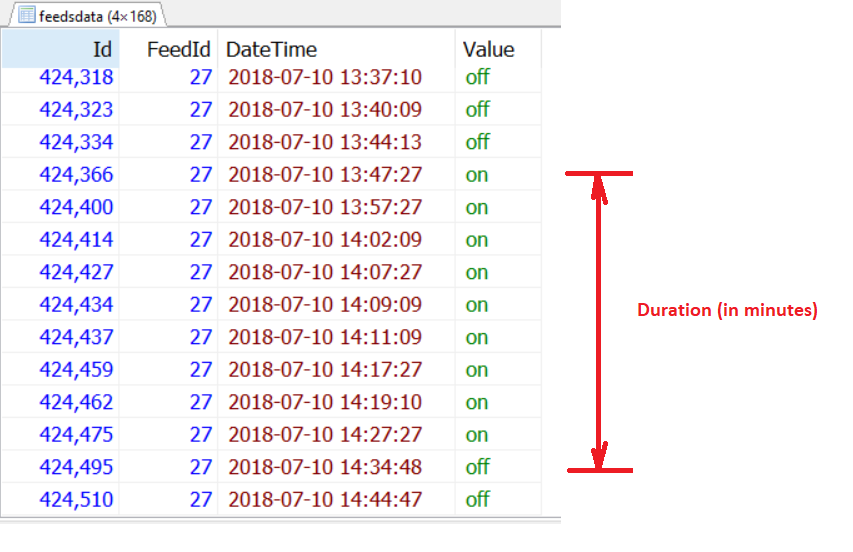 feedsdata (4×168)
Id FeedId DateTime Value
424,318 27 2018-07-10 13:37:10 off
424,323 27 2018-07-10 13:40:09 off
424,334 27 2018-07-10 13:44:13 off
424,366 27 2018-07-10 13:47:27 on
424,400 27 2018-07-10 13:57:27 on
424,414 27 2018-07-10 14:02:09 on
424,427 27 2018-07-10 14:07:27 on
424,434 27 2018-07-10 14:09:09 on
Duration (in minutes)
424,437 27 2018-07-10 14:11:09 on
424,459 27 2018-07-10 14:17:27 on
424,462 27 2018-07-10 14:19:10 on
424,475 27 2018-07-10 14:27:27 on
424,495 27 2018-07-10 14:34:48 off
424,510 27 2018-07-10 14:44:47 off